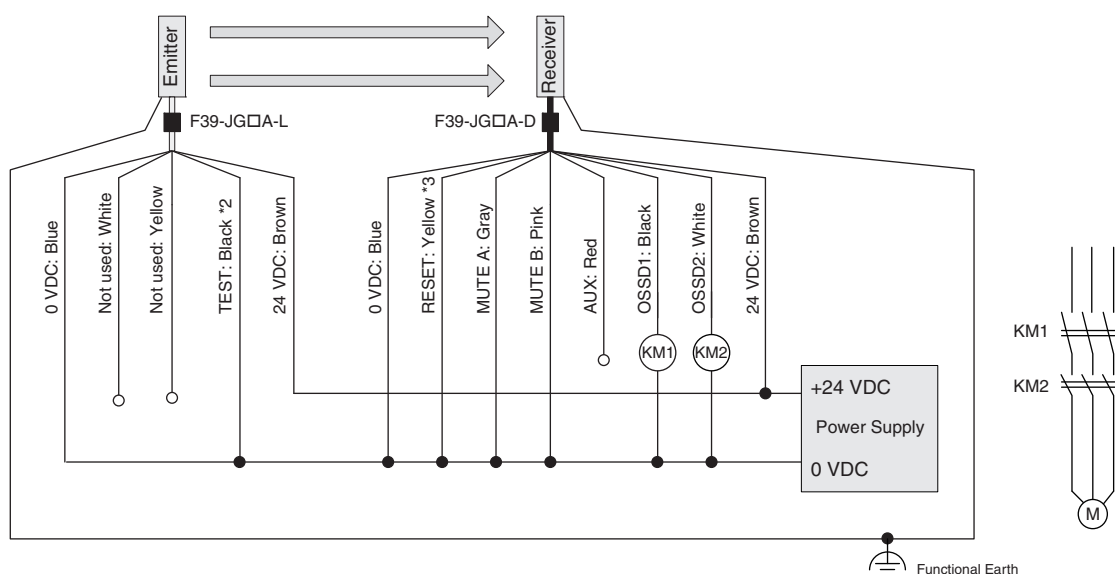 Emitter
Receiver
F39-JG□A-L
F39-JG□A-D
0 VDC: Blue
Not used: White
Not used: Yellow
TEST: Black *2
24 VDC: Brown
0 VDC: Blue
RESET: Yellow *3
MUTE A: Gray
MUTE B: Pink
AUX: Red
OSSD1: Black
OSSD2: White
24 VDC: Brown
KM1
KM2
+24 VDC
Power Supply
0 VDC
KM1
KM2
M
Functional Earth